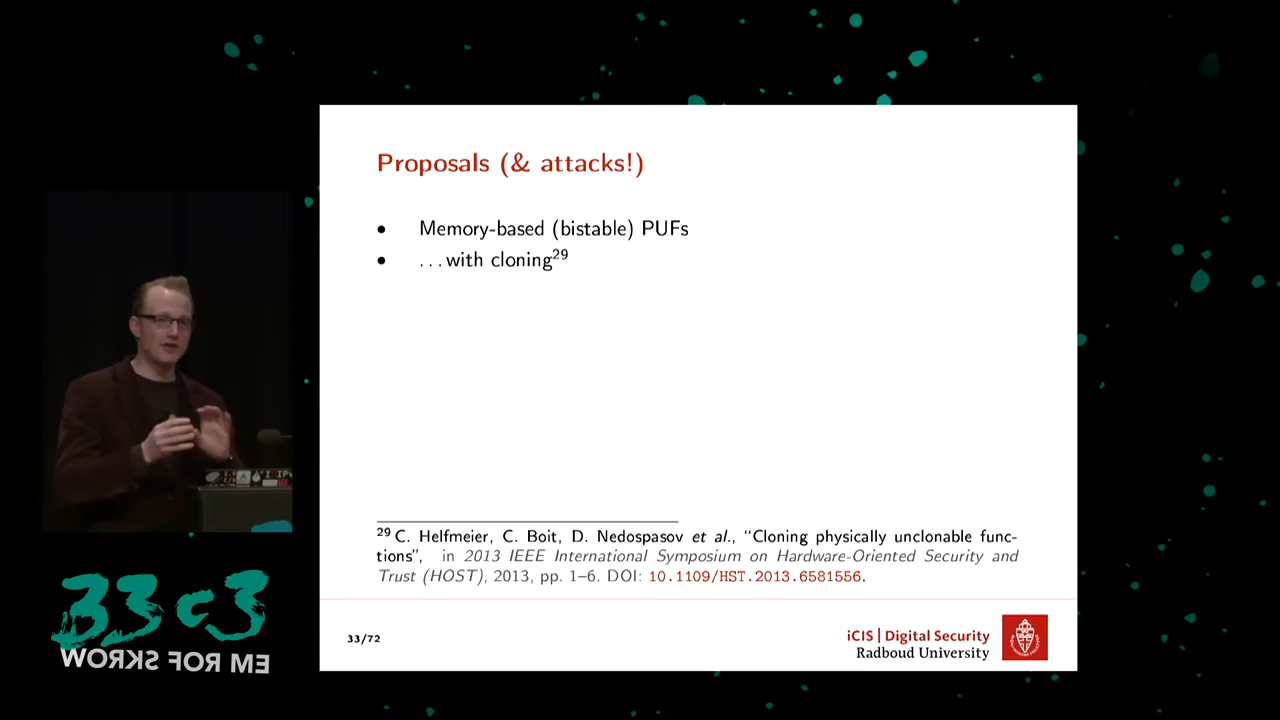 Proposals (& attacks!)
• Memory-based (bistable) PUFs
• ...with cloning29
29 C. Helfmeier, C. Boit, D. Nedospasov et al., “Cloning physically unclonable func-
tions”, in 2013 IEEE International Symposium on Hardware-Oriented Security and
Trust (HOST), 2013, pp. 1–6. DOI: 10.1109/HST.2013.6581556.
33/72
iCIS | Digital Security
Radboud University
33c3
WORKS FOR ME